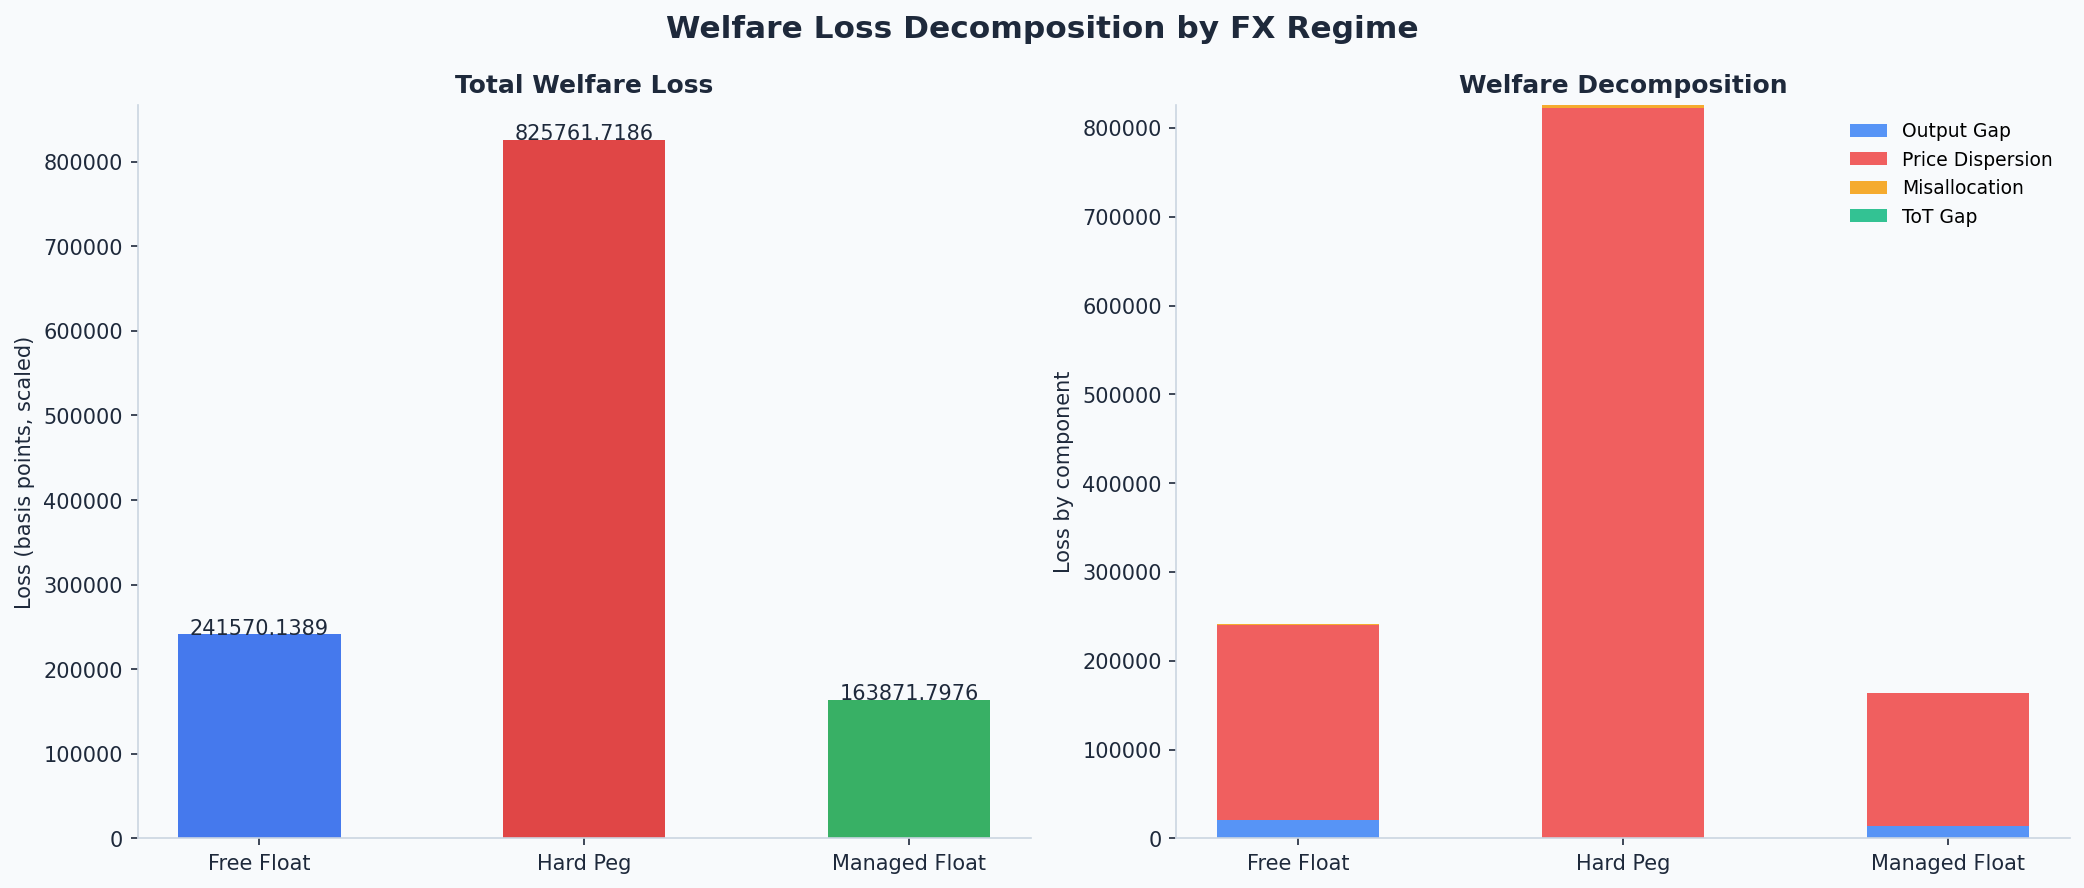 Welfare Loss Decomposition by FX Regime
Total Welfare Loss
Loss (basis points, scaled)
800000
700000
600000
500000
400000
300000
200000
100000
0
825761.7186
241570.1389
163871.7976
Free Float
Hard Peg
Managed Float
Welfare Decomposition
Loss by component
800000
700000
600000
500000
400000
300000
200000
100000
0
Output Gap
Price Dispersion
Misallocation
ToT Gap
Free Float
Hard Peg
Managed Float